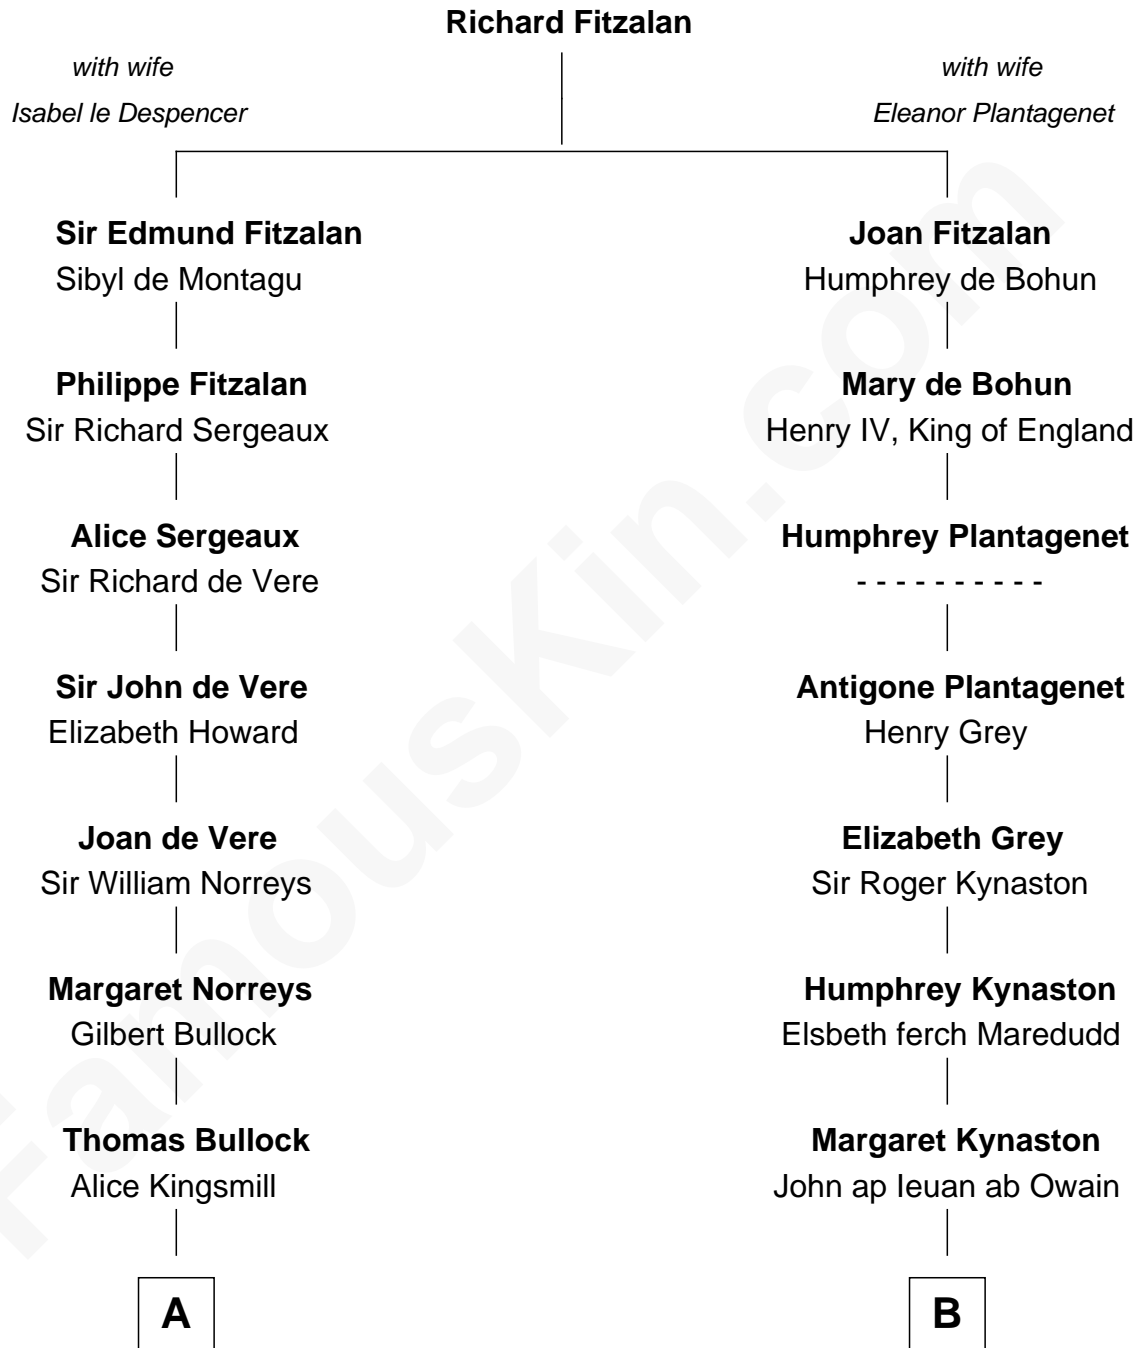 Richard Fitzalan
with wife
Isabel le Despencer
with wife
Eleanor Plantagenet
Sir Edmund Fitzalan
Sibyl de Montagu
Joan Fitzalan
Humphrey de Bohun
Philippe Fitzalan
Sir Richard Sergeaux
Mary de Bohun
Henry IV, King of England
Alice Sergeaux
Sir Richard de Vere
Humphrey Plantagenet
- - - - - - - - - -
Sir John de Vere
Elizabeth Howard
Antigone Plantagenet
Henry Grey
Joan de Vere
Sir William Norreys
Elizabeth Grey
Sir Roger Kynaston
Margaret Norreys
Gilbert Bullock
Humphrey Kynaston
Elsbeth ferch Maredudd
Thomas Bullock
Alice Kingsmill
Margaret Kynaston
John ap Ieuan ab Owain
A
B
FamousKin.com